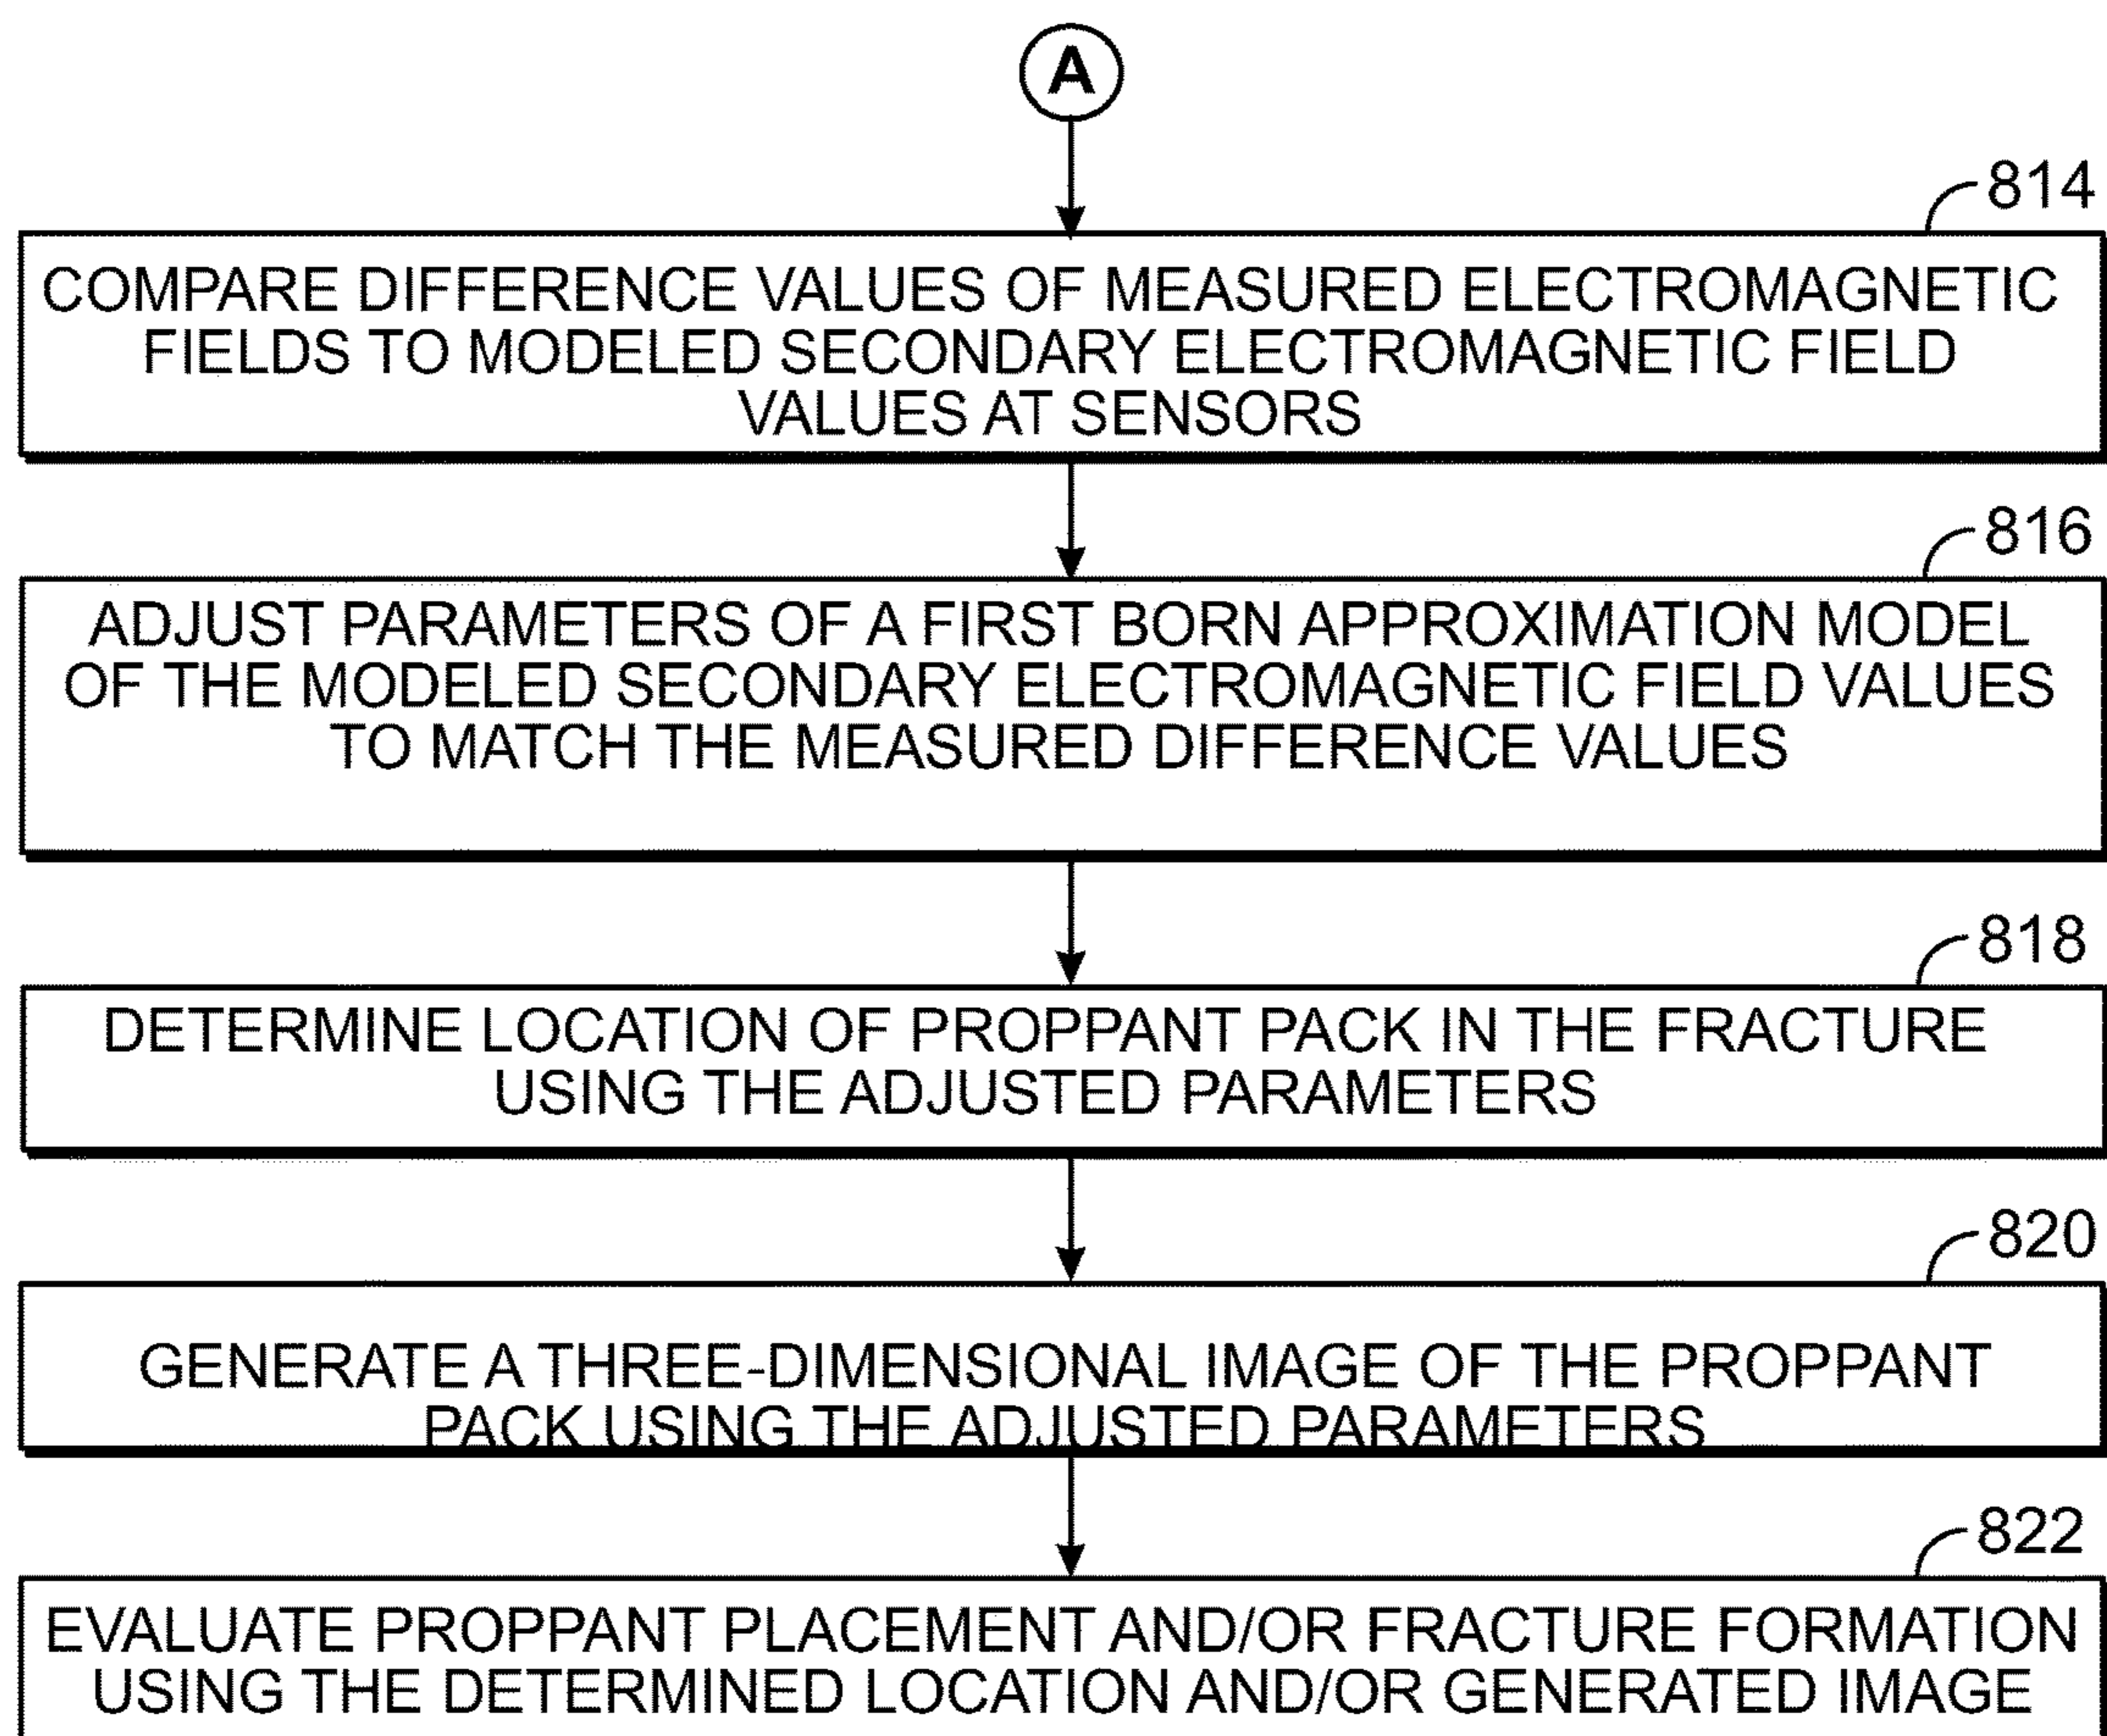 A
814
COMPARE DIFFERENCE VALUES OF MEASURED ELECTROMAGNETIC
FIELDS TO MODELED SECONDARY ELECTROMAGNETIC FIELD
VALUES AT SENSORS
816
ADJUST PARAMETERS OF A FIRST BORN APPROXIMATION MODEL
OF THE MODELED SECONDARY ELECTROMAGNETIC FIELD VALUES
TO MATCH THE MEASURED DIFFERENCE VALUES
818
DETERMINE LOCATION OF PROPPANT PACK IN THE FRACTURE
USING THE ADJUSTED PARAMETERS
820
GENERATE A THREE-DIMENSIONAL IMAGE OF THE PROPPANT
PACK USING THE ADJUSTED PARAMETERS
822
EVALUATE PROPPANT PLACEMENT AND/OR FRACTURE FORMATION
USING THE DETERMINED LOCATION AND/OR GENERATED IMAGE